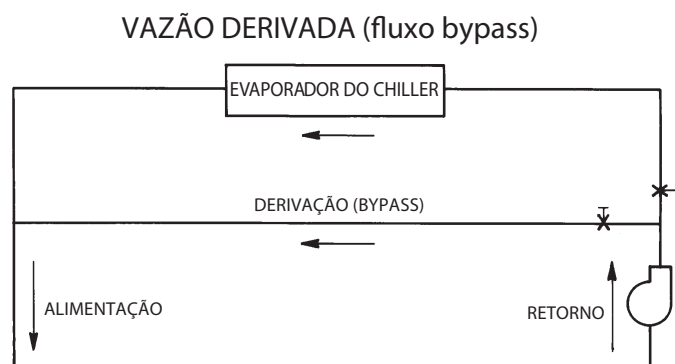 VAZÃO DERIVADA (fluxo bypass)
EVAPORADOR DO CHILLER
DERIVAÇÃO (BYPASS)
ALIMENTAÇÃO
RETORNO